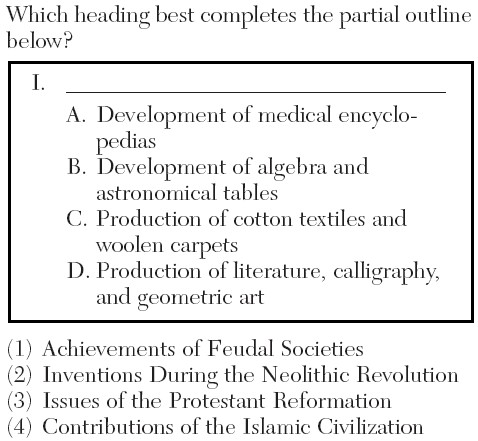 Which heading best completes the partial outline
below?
I.
A. Development of medical encyclo-
pedias
B. Development of algebra and
astronomical tables
C. Production of cotton textiles and
woolen carpets
D. Production of literature, calligraphy,
and geometric art
(1) Achievements of Feudal Societies
(2) Inventions During the Neolithic Revolution
(3) Issues of the Protestant Reformation
(4) Contributions of the Islamic Civilization